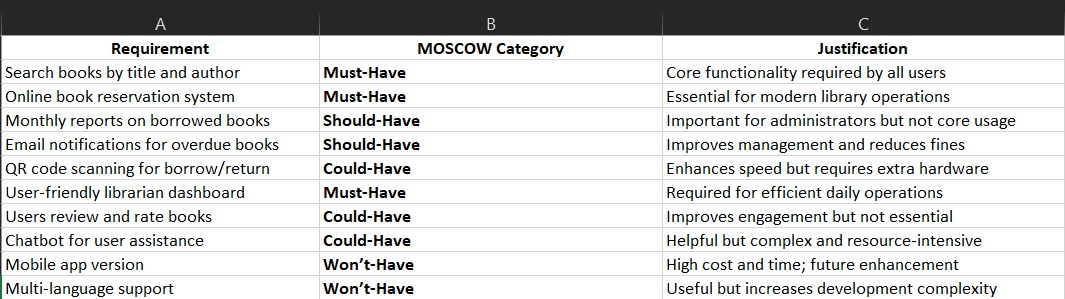 A B C
Requirement MOSCOW Category Justification
Search books by title and author Must-Have Core functionality required by all users
Online book reservation system Must-Have Essential for modern library operations
Monthly reports on borrowed books Should-Have Important for administrators but not core usage
Email notifications for overdue books Should-Have Improves management and reduces fines
QR code scanning for borrow/return Could-Have Enhances speed but requires extra hardware
User-friendly librarian dashboard Must-Have Required for efficient daily operations
Users review and rate books Could-Have Improves engagement but not essential
Chatbot for user assistance Could-Have Helpful but complex and resource-intensive
Mobile app version Won’t-Have High cost and time; future enhancement
Multi-language support Won’t-Have Useful but increases development complexity